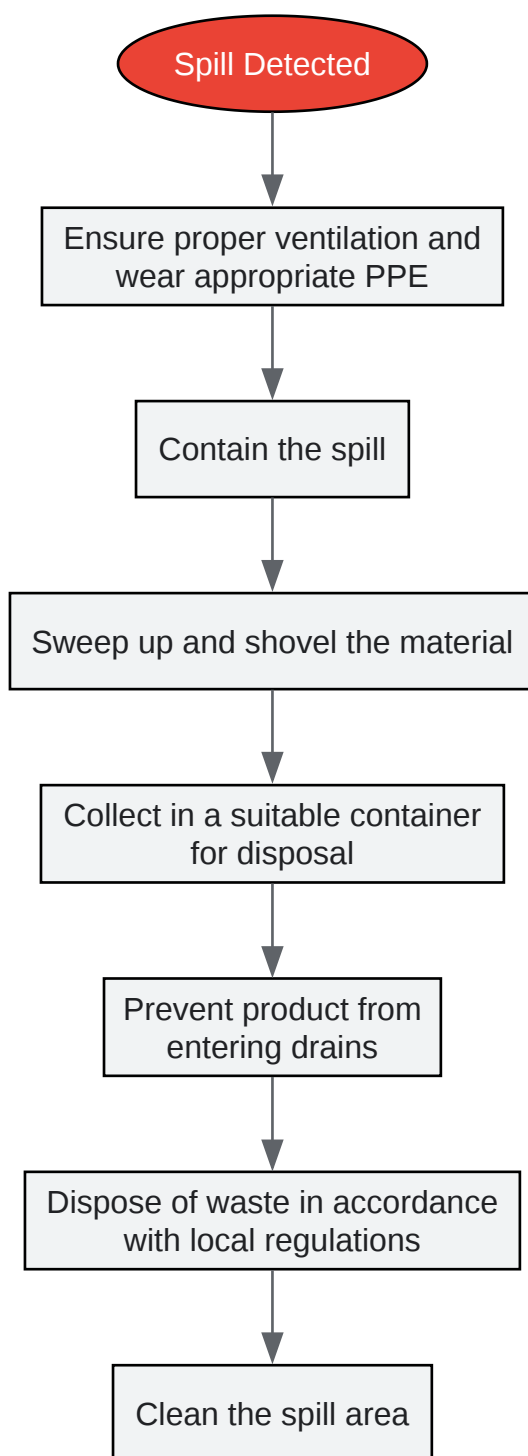 Spill Detected
Ensure proper ventilation and
wear appropriate PPE
Contain the spill
Sweep up and shovel the material
Collect in a suitable container
for disposal
Prevent product from
entering drains
Dispose of waste in accordance
with local regulations
Clean the spill area